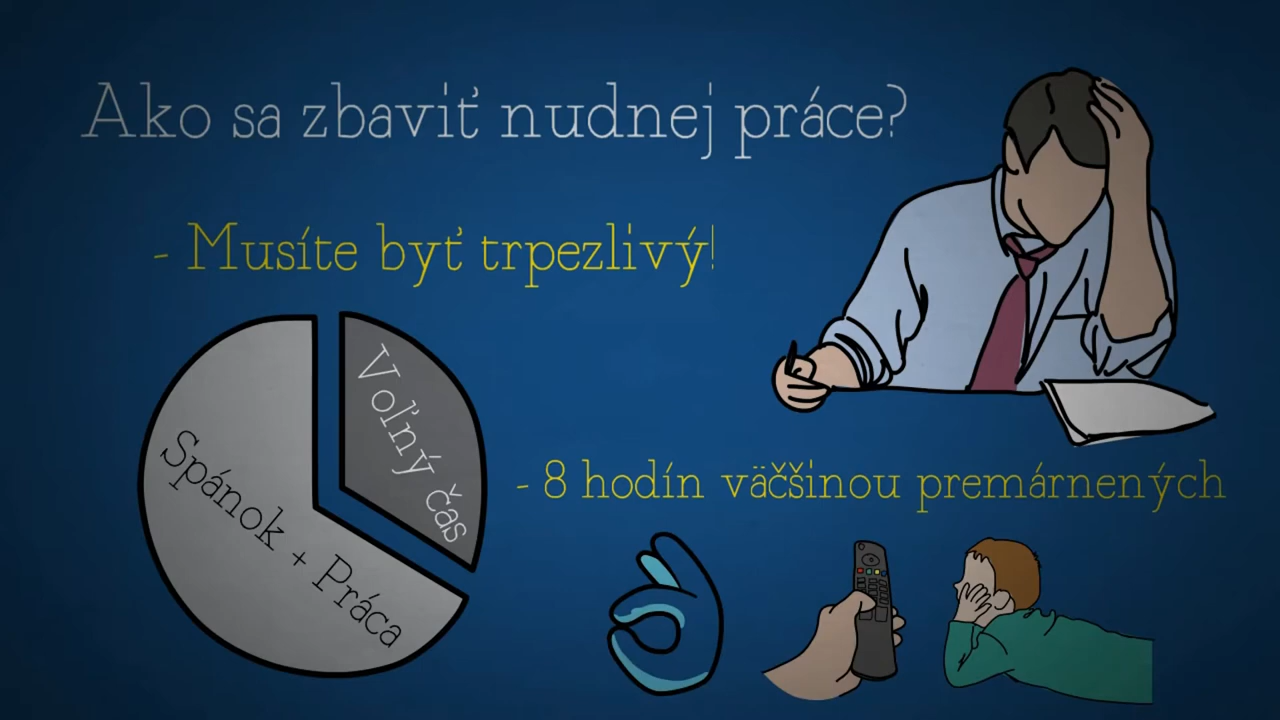 Ako sa zbaviť nudnej práce?
- Musíte byť trpezlivý!
Voľný čas
Spánok + Práca
- 8 hodín väčšinou premárnených